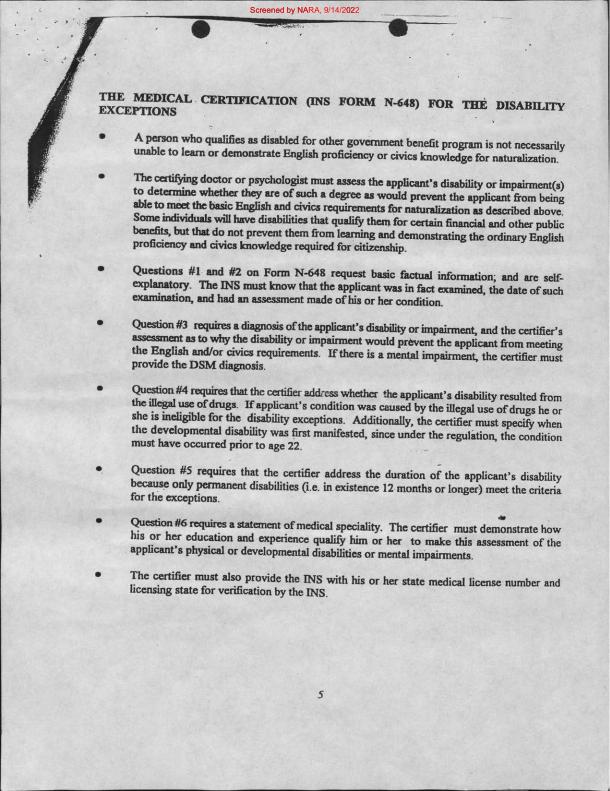 Screened by NARA, 9/14/2022
THE MEDICAL CERTIFICATION (INS FORM N-648) FOR THE DISABILITY
EXCEPTIONS
• A person who qualifies as disabled for other government benefit program is not necessarily
unable to learn or demonstrate English proficiency or civics knowledge for naturalization.
• The certifying doctor or psychologist must assess the applicant's disability or impairment(s)
to determine whether they are of such a degree as would prevent the applicant from being
able to meet the basic English and civics requirements for naturalization as described above.
Some individuals will have disabilities that qualify them for certain financial and other public
benefits, but that do not prevent them from learning and demonstrating the ordinary English
proficiency and civics knowledge required for citizenship.
• Questions #1 and #2 on Form N-648 request basic factual information; and are self-
explanatory. The INS must know that the applicant was in fact examined, the date of such
examination, and had an assessment made of his or her condition.
• Question #3 requires a diagnosis of the applicant's disability or impairment, and the certifier's
assessment as to why the disability or impairment would prevent the applicant from meeting
the English and/or civics requirements. If there is a mental impairment, the certifier must
provide the DSM diagnosis.
• Question #4 requires that the certifier address whether the applicant's disability resulted from
the illegal use of drugs. If applicant's condition was caused by the illegal use of drugs he or
she is ineligible for the disability exceptions. Additionally, the certifier must specify when
the developmental disability was first manifested, since under the regulation, the condition
must have occurred prior to age 22.
• Question #5 requires that the certifier address the duration of the applicant's disability
because only permanent disabilities (i.e. in existence 12 months or longer) meet the criteria
for the exceptions.
• Question #6 requires a statement of medical speciality. The certifier must demonstrate how
his or her education and experience qualify him or her to make this assessment of the
applicant's physical or developmental disabilities or mental impairments.
• The certifier must also provide the INS with his or her state medical license number and
licensing state for verification by the INS.
5